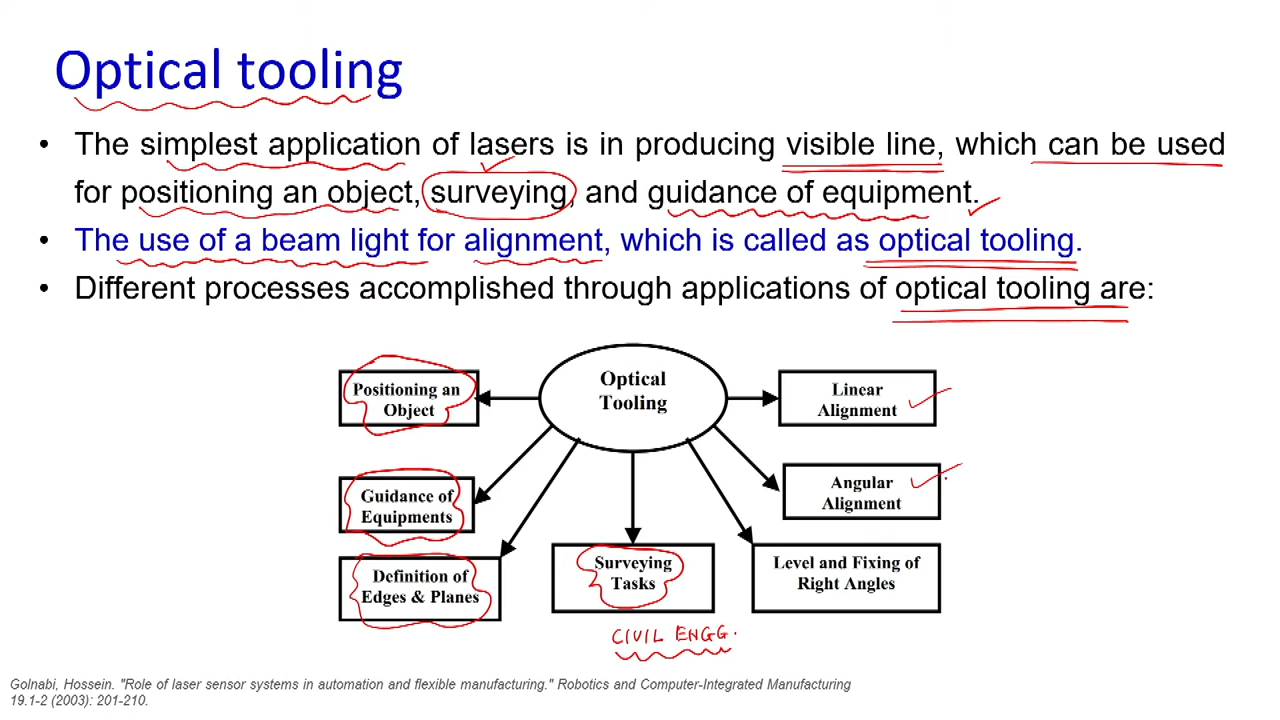 Optical tooling
• The simplest application of lasers is in producing visible line, which can be used
for positioning an object, surveying, and guidance of equipment.
• The use of a beam light for alignment, which is called as optical tooling.
• Different processes accomplished through applications of optical tooling are:
Optical
Tooling
Positioning an
Object
Linear
Alignment
Guidance of
Equipments
Angular
Alignment
Definition of
Edges & Planes
Surveying
Tasks
Level and Fixing of
Right Angles
CIVIL ENGG.
Golnabi, Hossein. "Role of laser sensor systems in automation and flexible manufacturing." Robotics and Computer-Integrated Manufacturing
19.1-2 (2003): 201-210.